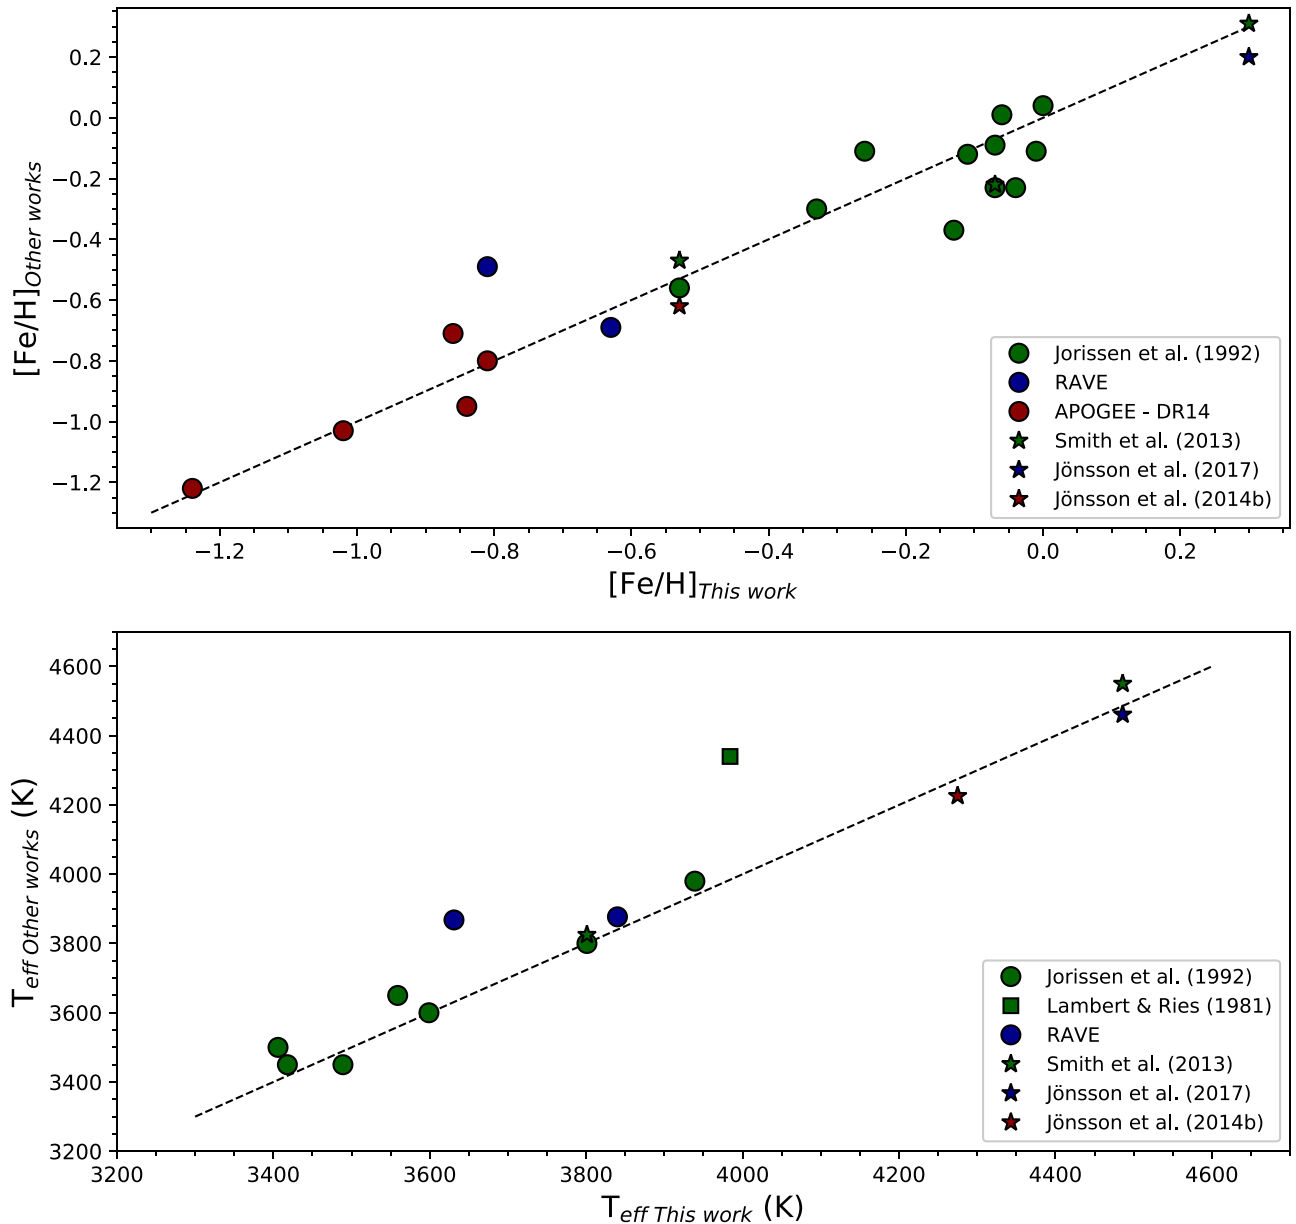 0.2
0.0
−0.2
−0.4
−0.6
−0.8
−1.0
−1.2
[Fe/H]Other works
Jorissen et al. (1992)
RAVE
APOGEE - DR14
Smith et al. (2013)
Jönsson et al. (2017)
Jönsson et al. (2014b)
−1.2 −1.0 −0.8 −0.6 −0.4 −0.2 0.0 0.2
[Fe/H]This work
4600
4400
4200
4000
3800
3600
3400
3200
Teff Other works (K)
Jorissen et al. (1992)
Lambert & Ries (1981)
RAVE
Smith et al. (2013)
Jönsson et al. (2017)
Jönsson et al. (2014b)
3200 3400 3600 3800 4000 4200 4400 4600
Teff This work (K)